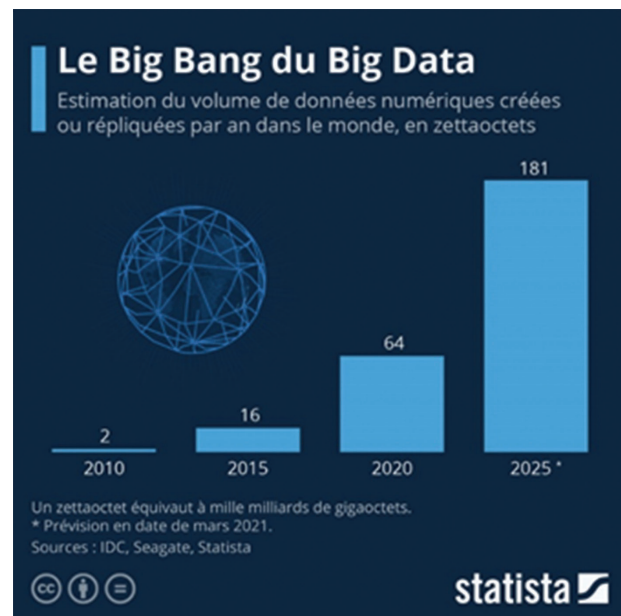 Le Big Bang du Big Data
Estimation du volume de données numériques créées
ou répliquées par an dans le monde, en zettaoctets
181
64
16
2
2010 2015 2020 2025 *
Un zettaoctet équivaut à mille milliards de gigaoctets.
* Prévision en date de mars 2021.
Sources : IDC, Seagate, Statista
cc
statista